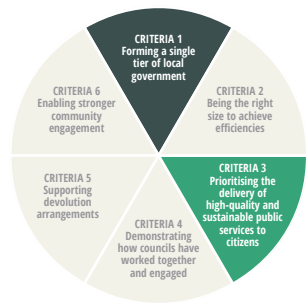 CRITERIA 1
Forming a single
tier of local
government
CRITERIA 2
Being the right
size to achieve
efficiencies
CRITERIA 3
Prioritising the
delivery of
high-quality and
sustainable public
services to
citizens
CRITERIA 4
Demonstrating
how councils have
worked together
and engaged
CRITERIA 5
Supporting
devolution
arrangements
CRITERIA 6
Enabling stronger
community
engagement